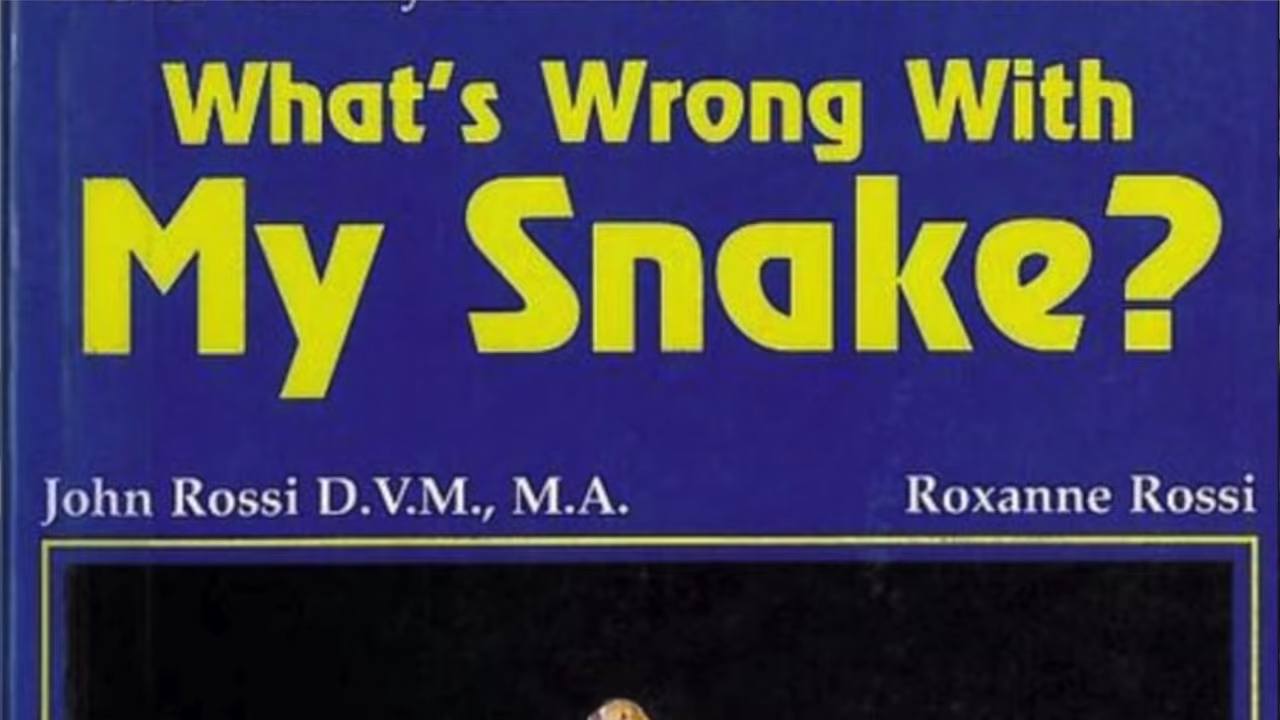 What's Wrong With
My Snake?
John Rossi D.V.M., M.A.
Roxanne Rossi